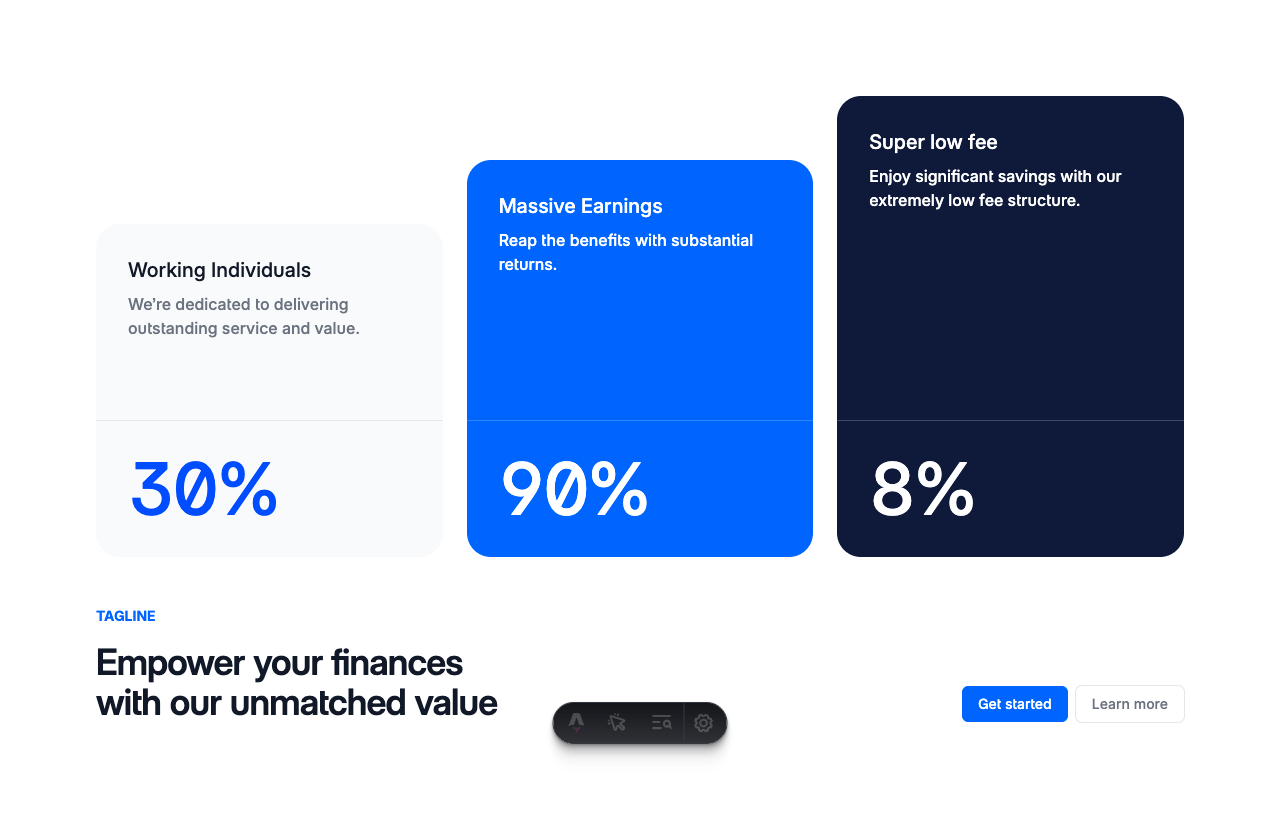 Working Individuals
We're dedicated to delivering
outstanding service and value.
30%
Massive Earnings
Reap the benefits with substantial
returns.
90%
Super low fee
Enjoy significant savings with our
extremely low fee structure.
8%
TAGLINE
Empower your finances
with our unmatched value
Get started
Learn more